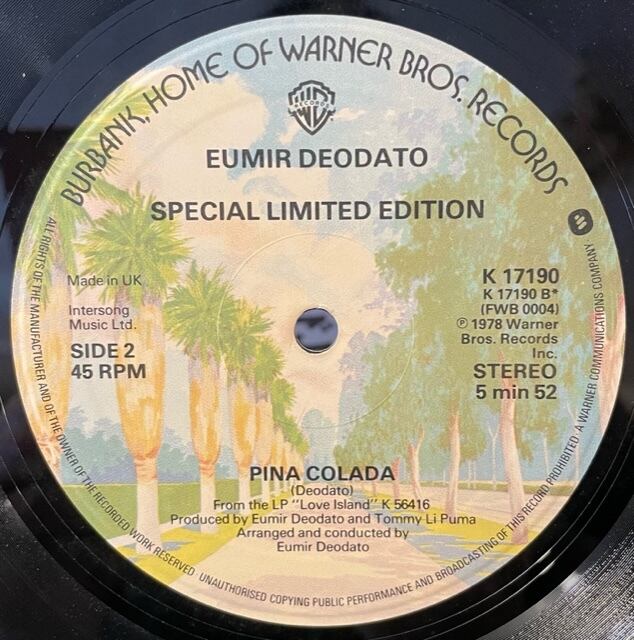 BURBANK, HOME OF WARNER BROS. RECORDS
WB
RECORDS
EUMIR DEODATO
SPECIAL LIMITED EDITION
Made in UK
Intersong
Music Ltd.
SIDE 2
45 RPM
K 17190
K 17190 B*
(FWB 0004)
℗ 1978 Warner
Bros. Records
Inc.
STEREO
5 min 52
PINA COLADA
(Deodato)
From the LP "Love Island" K 56416
Produced by Eumir Deodato and Tommy Li Puma
Arranged and conducted by
Eumir Deodato
ALL RIGHTS OF THE MANUFACTURER AND OF THE OWNER OF THE RECORDED WORK RESERVED. UNAUTHORISED COPYING PUBLIC PERFORMANCE AND BROADCASTING OF THIS RECORD PROHIBITED. A WARNER COMMUNICATIONS COMPANY